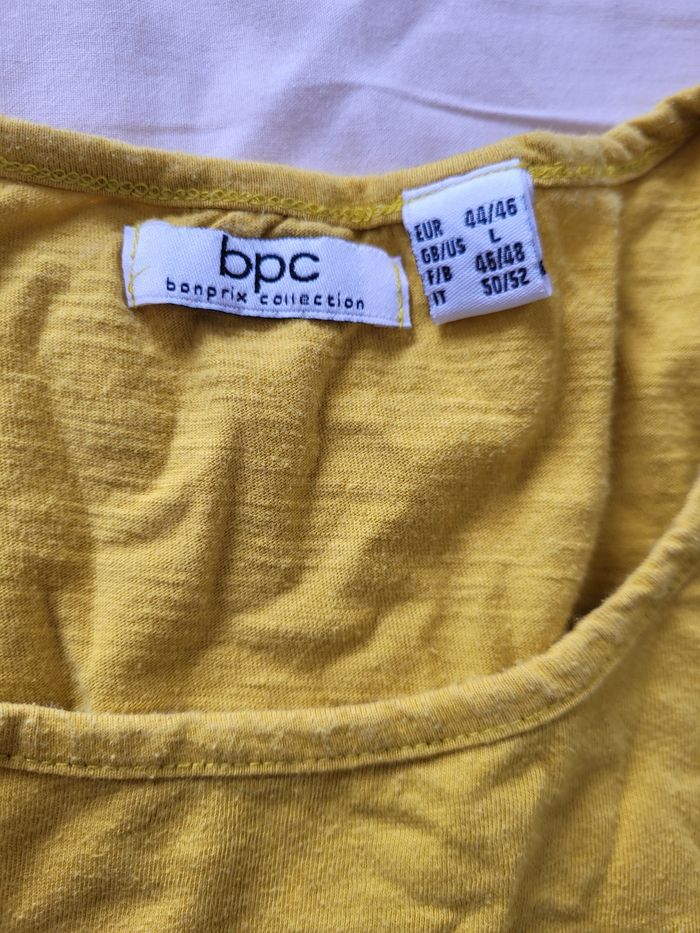 bpc
bonprix collection
EUR 44/46
GB/US L
F/B 46/48
IT 50/52